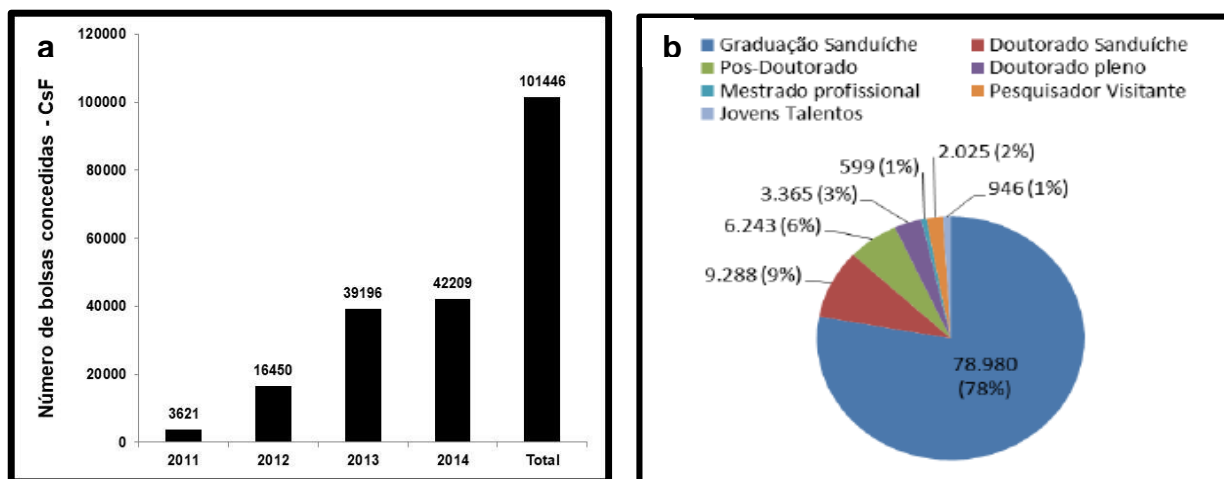 a
Número de bolsas concedidas - CsF
120000
100000
80000
60000
40000
20000
0
3621
16450
39196
42209
101446
2011 2012 2013 2014 Total
b
Graduação Sanduíche Doutorado Sanduíche
Pos-Doutorado Doutorado pleno
Mestrado profissional Pesquisador Visitante
Jovens Talentos
2.025 (2%)
599 (1%)
946 (1%)
3.365 (3%)
6.243 (6%)
9.288 (9%)
78.980
(78%)